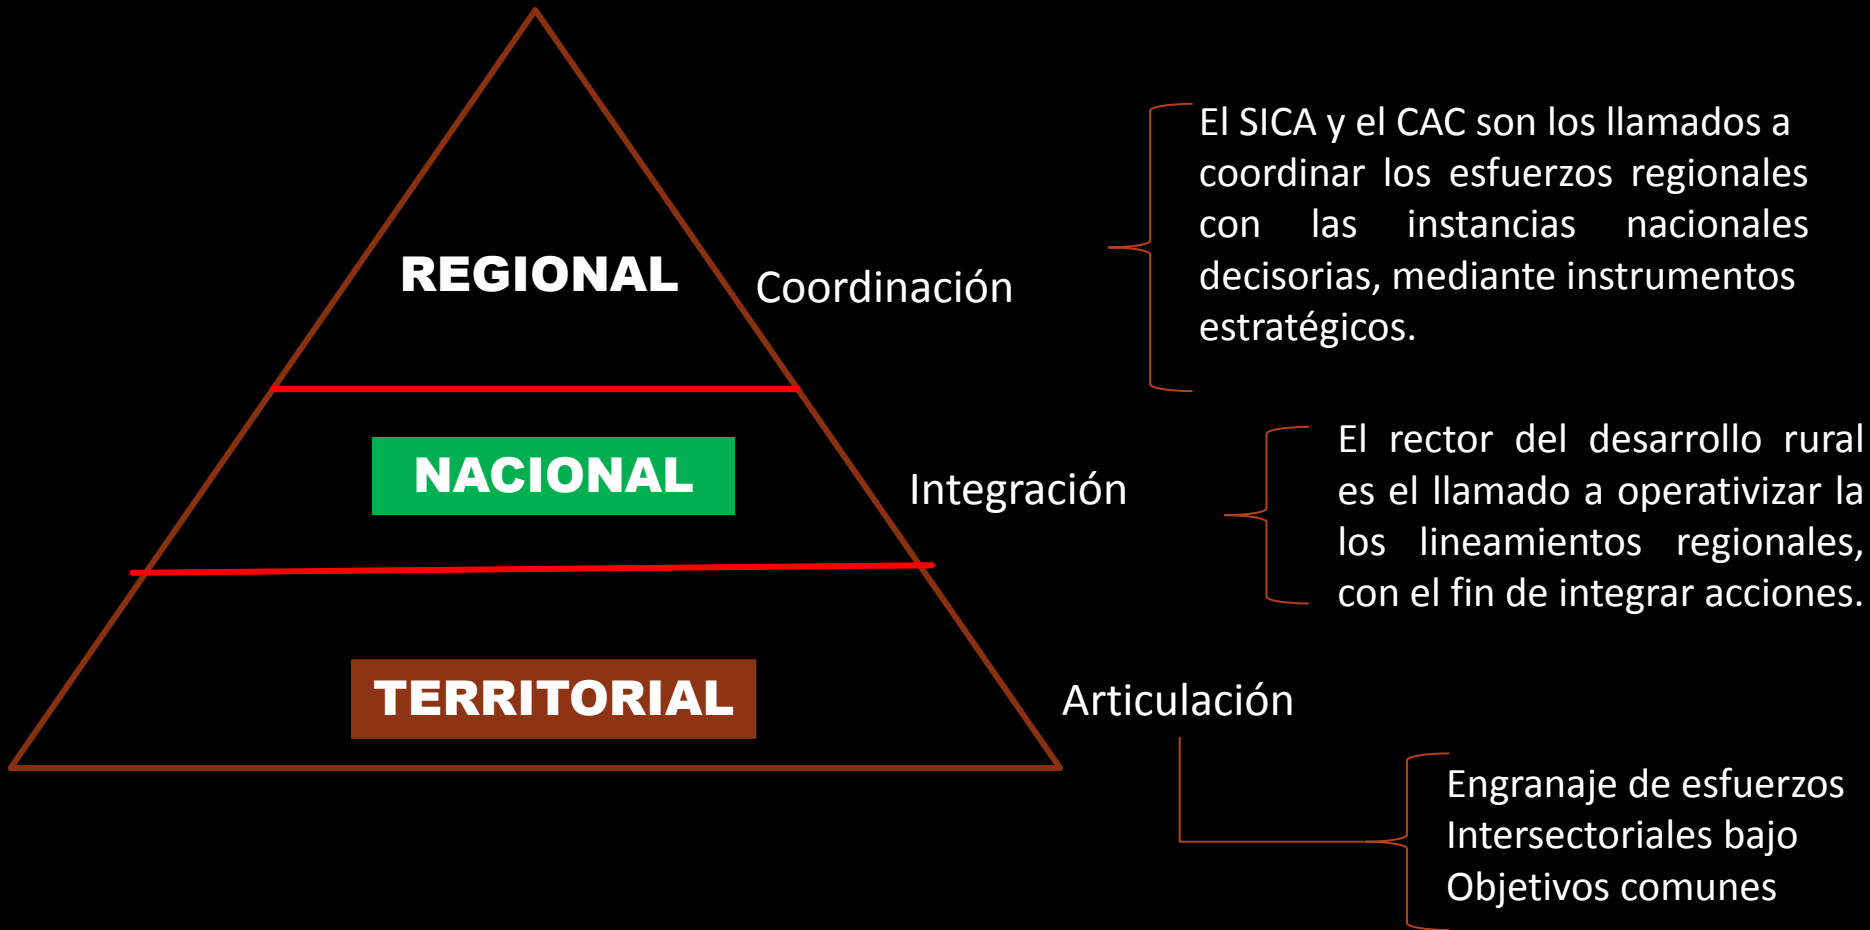 REGIONAL
Coordinación
El SICA y el CAC son los llamados a
coordinar los esfuerzos regionales
con las instancias nacionales
decisorias, mediante instrumentos
estratégicos.
NACIONAL
Integración
El rector del desarrollo rural
es el llamado a operativizar la
los lineamientos regionales,
con el fin de integrar acciones.
TERRITORIAL
Articulación
Engranaje de esfuerzos
Intersectoriales bajo
Objetivos comunes